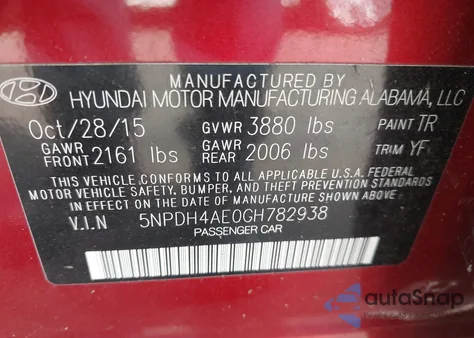 MANUFACTURED BY
HYUNDAI MOTOR MANUFACTURING ALABAMA, LLC
Oct/28/15 GVWR 3880 lbs PAINT TR
GAWR FRONT 2161 lbs GAWR REAR 2006 lbs TRIM YF
THIS VEHICLE CONFORMS TO ALL APPLICABLE U.S.A. FEDERAL
MOTOR VEHICLE SAFETY, BUMPER, AND THEFT PREVENTION STANDARDS
IN EFFECT ON THE DATE OF MANUFACTURE SHOWN ABOVE.
V.I.N 5NPDH4AE0GH782938
PASSENGER CAR
autoSnap